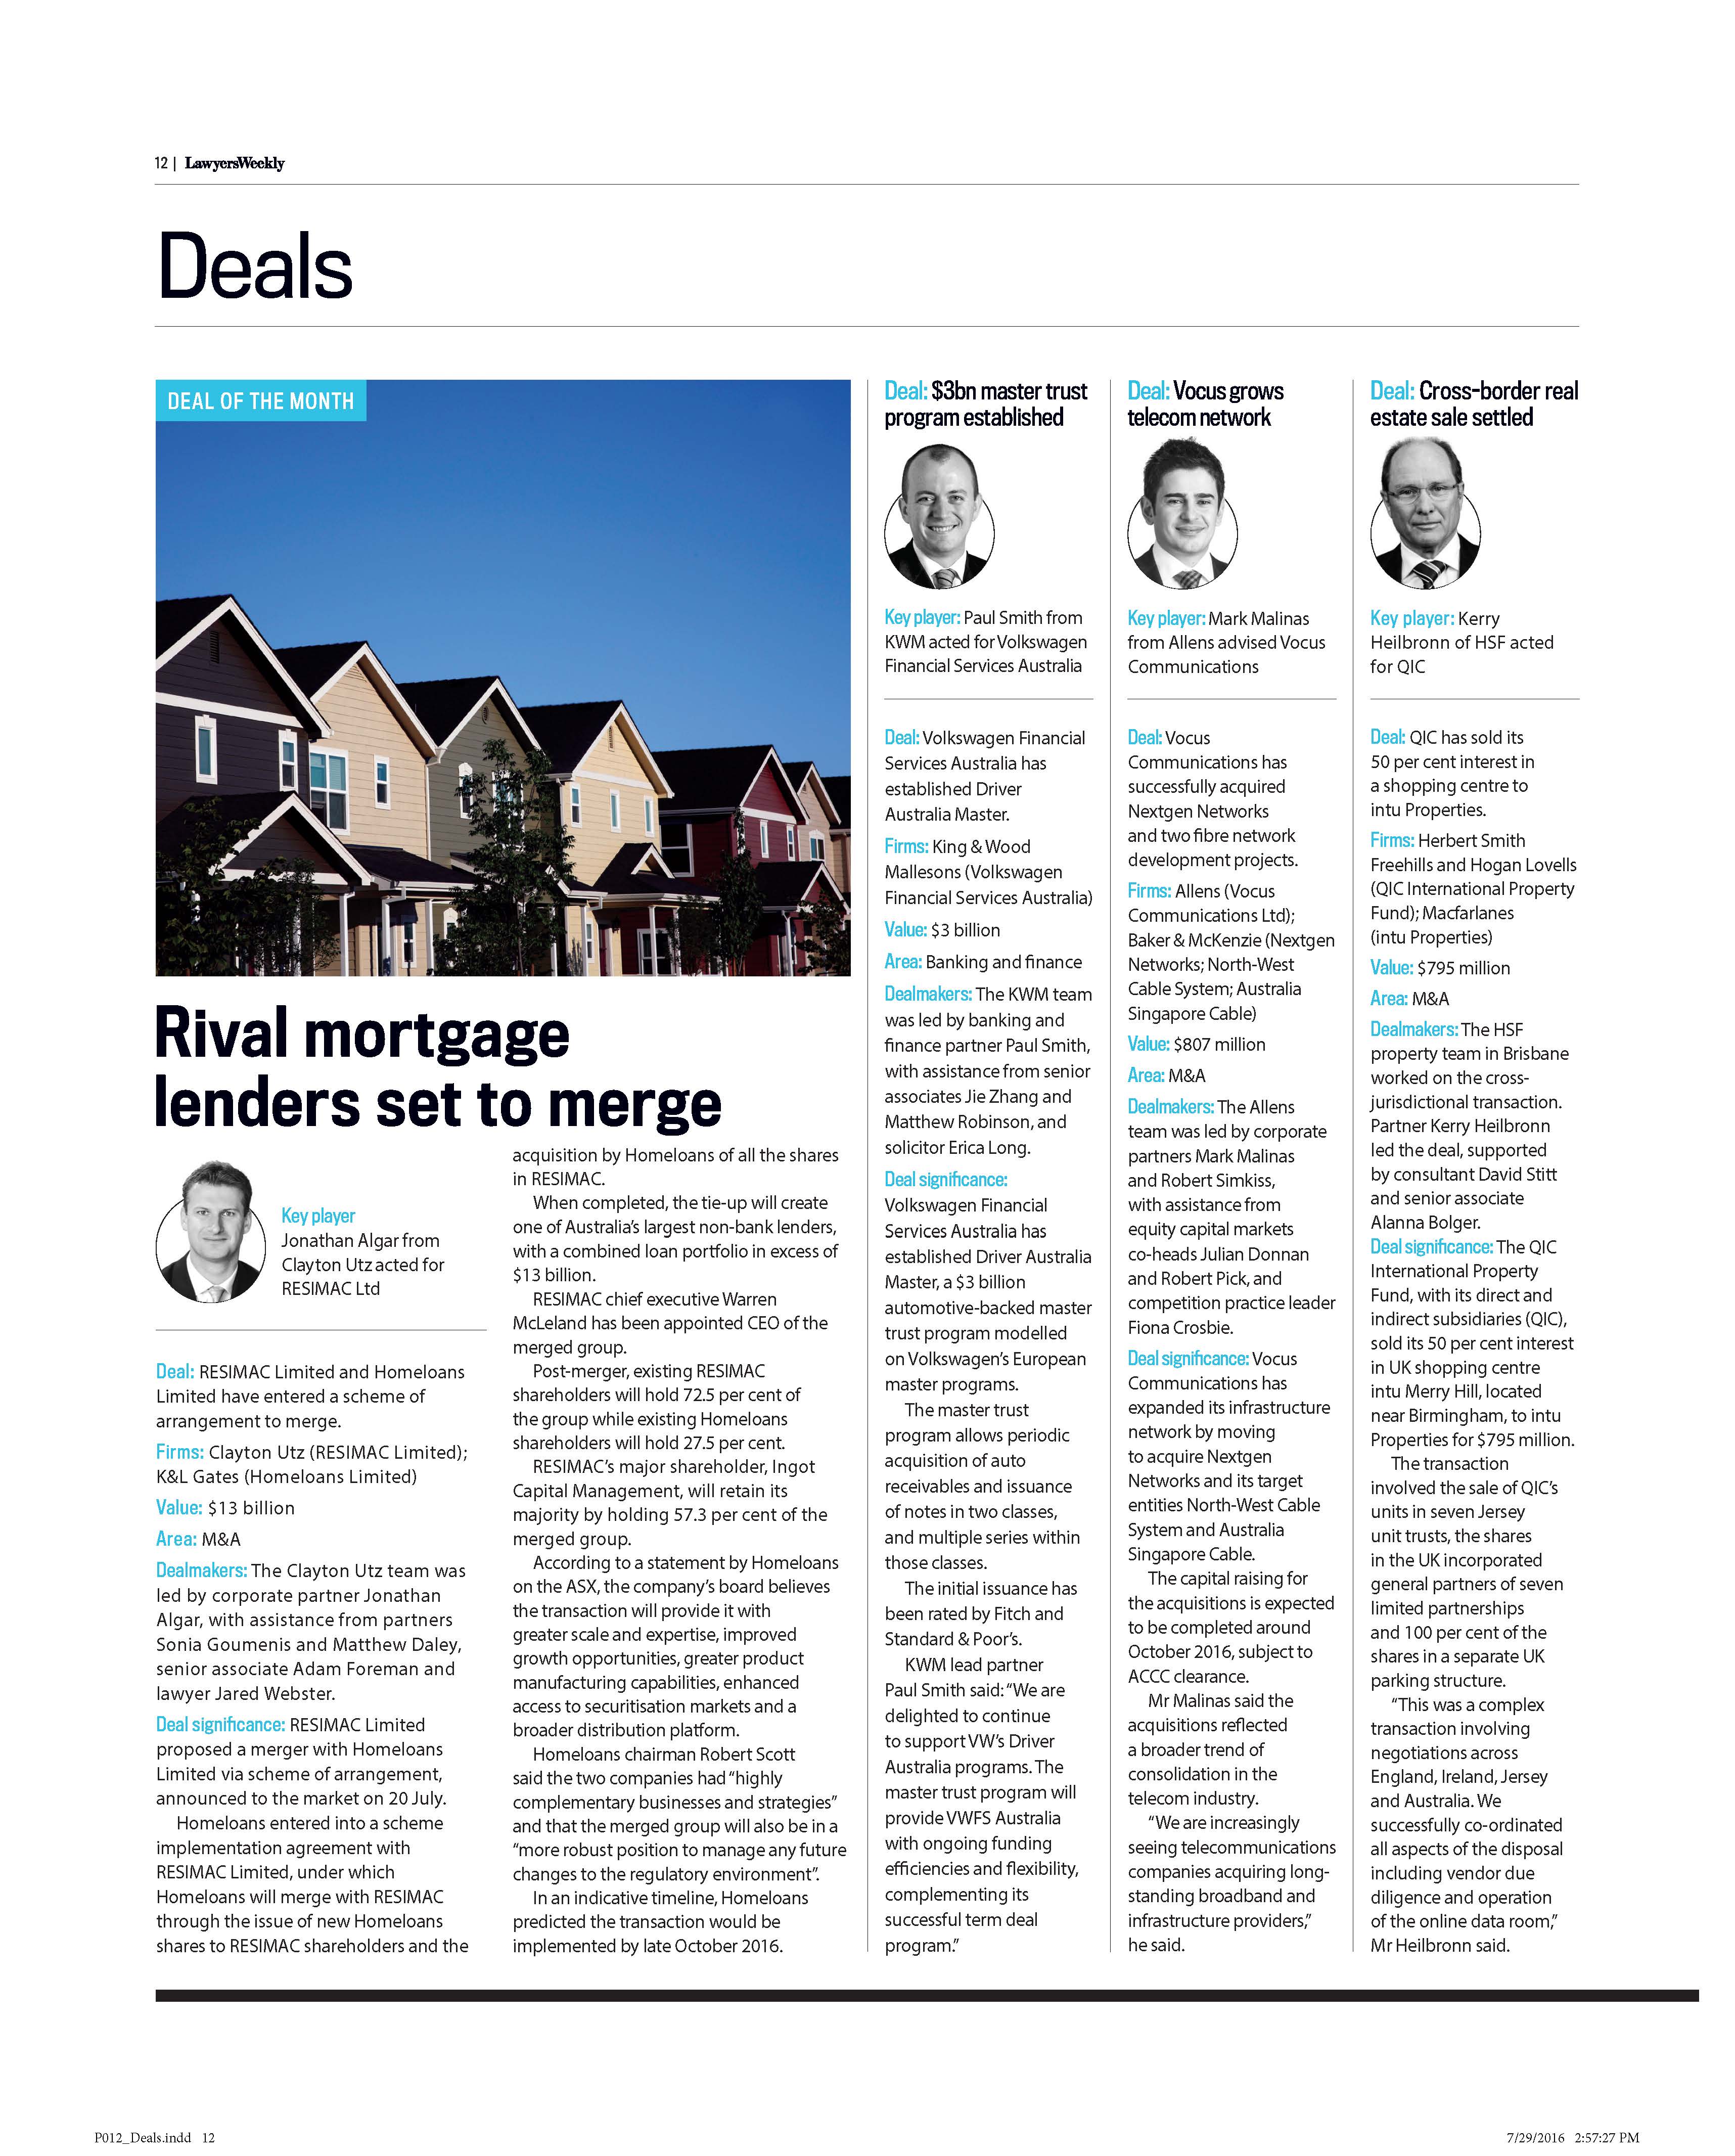 12 | LawyersWeekly
Deals
DEAL OF THE MONTH
Rival mortgage
lenders set to merge
Key player
Jonathan Algar from
Clayton Utz acted for
RESIMAC Ltd
Deal: RESIMAC Limited and Homeloans
Limited have entered a scheme of
arrangement to merge.
Firms: Clayton Utz (RESIMAC Limited);
K&L Gates (Homeloans Limited)
Value: $13 billion
Area: M&A
Dealmakers: The Clayton Utz team was
led by corporate partner Jonathan
Algar, with assistance from partners
Sonia Goumenis and Matthew Daley,
senior associate Adam Foreman and
lawyer Jared Webster.
Deal significance: RESIMAC Limited
proposed a merger with Homeloans
Limited via scheme of arrangement,
announced to the market on 20 July.
Homeloans entered into a scheme
implementation agreement with
RESIMAC Limited, under which
Homeloans will merge with RESIMAC
through the issue of new Homeloans
shares to RESIMAC shareholders and the
acquisition by Homeloans of all the shares
in RESIMAC.
When completed, the tie-up will create
one of Australia’s largest non-bank lenders,
with a combined loan portfolio in excess of
$13 billion.
RESIMAC chief executive Warren
McLeland has been appointed CEO of the
merged group.
Post-merger, existing RESIMAC
shareholders will hold 72.5 per cent of
the group while existing Homeloans
shareholders will hold 27.5 per cent.
RESIMAC’s major shareholder, Ingot
Capital Management, will retain its
majority by holding 57.3 per cent of the
merged group.
According to a statement by Homeloans
on the ASX, the company’s board believes
the transaction will provide it with
greater scale and expertise, improved
growth opportunities, greater product
manufacturing capabilities, enhanced
access to securitisation markets and a
broader distribution platform.
Homeloans chairman Robert Scott
said the two companies had “highly
complementary businesses and strategies”
and that the merged group will also be in a
“more robust position to manage any future
changes to the regulatory environment”.
In an indicative timeline, Homeloans
predicted the transaction would be
implemented by late October 2016.
Deal: $3bn master trust
program established
Key player: Paul Smith from
KWM acted for Volkswagen
Financial Services Australia
Deal: Volkswagen Financial
Services Australia has
established Driver
Australia Master.
Firms: King & Wood
Mallesons (Volkswagen
Financial Services Australia)
Value: $3 billion
Area: Banking and finance
Dealmakers: The KWM team
was led by banking and
finance partner Paul Smith,
with assistance from senior
associates Jie Zhang and
Matthew Robinson, and
solicitor Erica Long.
Deal significance:
Volkswagen Financial
Services Australia has
established Driver Australia
Master, a $3 billion
automotive-backed master
trust program modelled
on Volkswagen’s European
master programs.
The master trust
program allows periodic
acquisition of auto
receivables and issuance
of notes in two classes,
and multiple series within
those classes.
The initial issuance has
been rated by Fitch and
Standard & Poor’s.
KWM lead partner
Paul Smith said: “We are
delighted to continue
to support VW’s Driver
Australia programs. The
master trust program will
provide VWFS Australia
with ongoing funding
efficiencies and flexibility,
complementing its
successful term deal
program.”
Deal: Vocus grows
telecom network
Key player: Mark Malinas
from Allens advised Vocus
Communications
Deal: Vocus
Communications has
successfully acquired
Nextgen Networks
and two fibre network
development projects.
Firms: Allens (Vocus
Communications Ltd);
Baker & McKenzie (Nextgen
Networks; North-West
Cable System; Australia
Singapore Cable)
Value: $807 million
Area: M&A
Dealmakers: The Allens
team was led by corporate
partners Mark Malinas
and Robert Simkiss,
with assistance from
equity capital markets
co-heads Julian Donnan
and Robert Pick, and
competition practice leader
Fiona Crosbie.
Deal significance: Vocus
Communications has
expanded its infrastructure
network by moving
to acquire Nextgen
Networks and its target
entities North-West Cable
System and Australia
Singapore Cable.
The capital raising for
the acquisitions is expected
to be completed around
October 2016, subject to
ACCC clearance.
Mr Malinas said the
acquisitions reflected
a broader trend of
consolidation in the
telecom industry.
“We are increasingly
seeing telecommunications
companies acquiring long-
standing broadband and
infrastructure providers,”
he said.
Deal: Cross-border real
estate sale settled
Key player: Kerry
Heilbronn of HSF acted
for QIC
Deal: QIC has sold its
50 per cent interest in
a shopping centre to
intu Properties.
Firms: Herbert Smith
Freehills and Hogan Lovells
(QIC International Property
Fund); Macfarlanes
(intu Properties)
Value: $795 million
Area: M&A
Dealmakers: The HSF
property team in Brisbane
worked on the cross-
jurisdictional transaction.
Partner Kerry Heilbronn
led the deal, supported
by consultant David Stitt
and senior associate
Alanna Bolger.
Deal significance: The QIC
International Property
Fund, with its direct and
indirect subsidiaries (QIC),
sold its 50 per cent interest
in UK shopping centre
intu Merry Hill, located
near Birmingham, to intu
Properties for $795 million.
The transaction
involved the sale of QIC’s
units in seven Jersey
unit trusts, the shares
in the UK incorporated
general partners of seven
limited partnerships
and 100 per cent of the
shares in a separate UK
parking structure.
“This was a complex
transaction involving
negotiations across
England, Ireland, Jersey
and Australia. We
successfully co-ordinated
all aspects of the disposal
including vendor due
diligence and operation
of the online data room,”
Mr Heilbronn said.
P012_Deals.indd 12
7/29/2016 2:57:27 PM